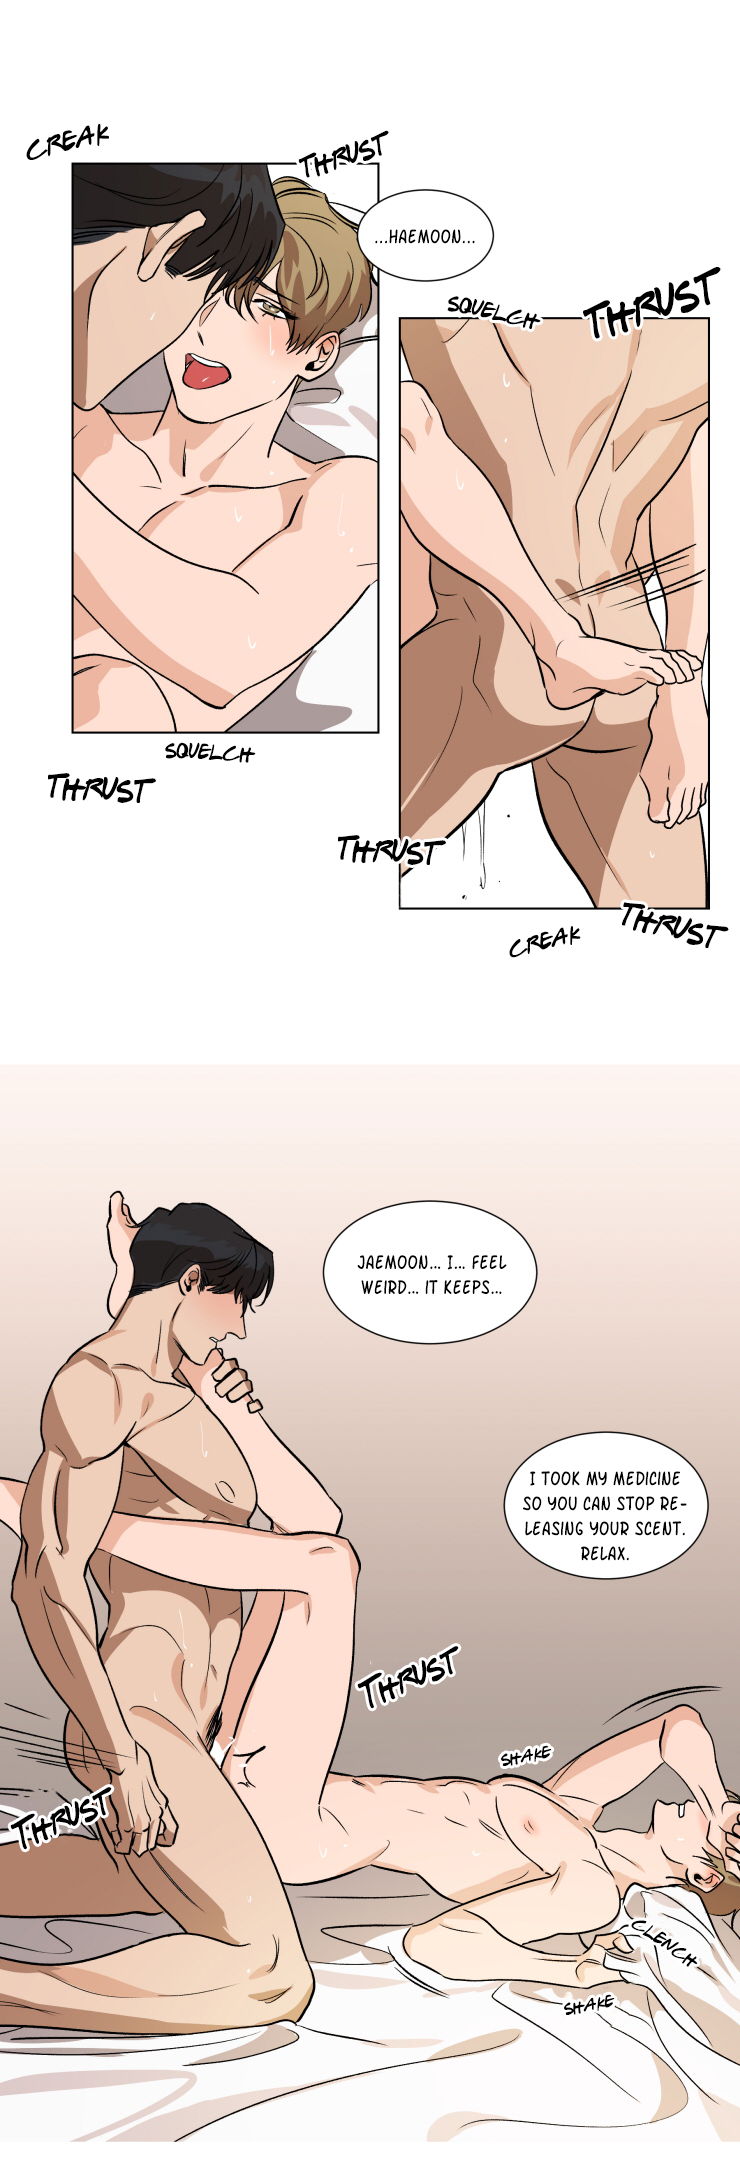 CREAK
THRUST
...HAEMOON...
SQUELCH
THRUST
SQUELCH
THRUST
THRUST
THRUST
CREAK
JAEMOON... I... FEEL
WEIRD... IT KEEPS...
I TOOK MY MEDICINE
SO YOU CAN STOP RE-
LEASING YOUR SCENT.
RELAX.
THRUST
SHAKE
THRUST
CLENCH
SHAKE